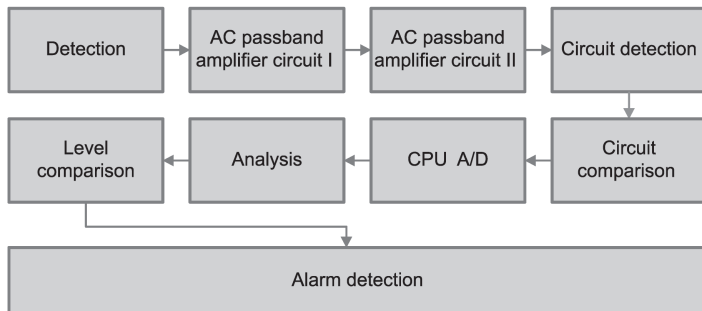 Detection
AC passband
amplifier circuit I
AC passband
amplifier circuit II
Circuit detection
Circuit
comparison
CPU A/D
Analysis
Level
comparison
Alarm detection